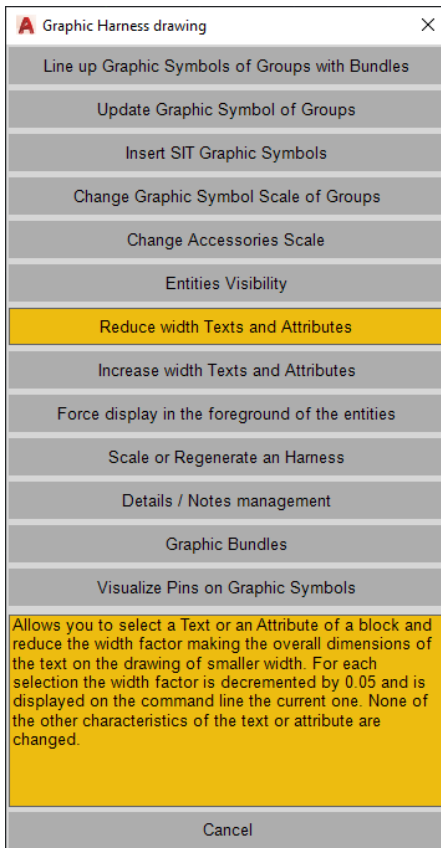 Graphic Harness drawing
Line up Graphic Symbols of Groups with Bundles
Update Graphic Symbol of Groups
Insert SIT Graphic Symbols
Change Graphic Symbol Scale of Groups
Change Accessories Scale
Entities Visibility
Reduce width Texts and Attributes
Increase width Texts and Attributes
Force display in the foreground of the entities
Scale or Regenerate an Harness
Details / Notes management
Graphic Bundles
Visualize Pins on Graphic Symbols
Allows you to select a Text or an Attribute of a block and
reduce the width factor making the overall dimensions of
the text on the drawing of smaller width. For each
selection the width factor is decremented by 0.05 and is
displayed on the command line the current one. None of
the other characteristics of the text or attribute are
changed.
Cancel